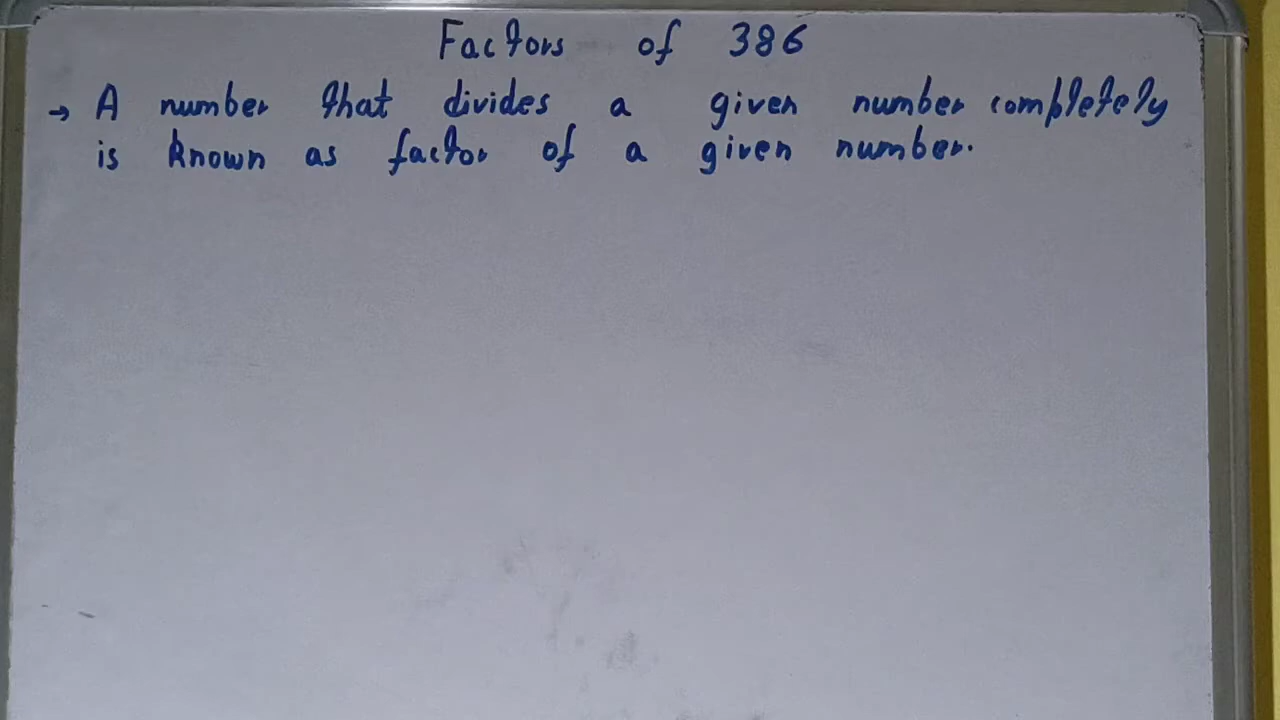 Factors of 386
→ A number that divides a given number completely
is known as factor of a given number.